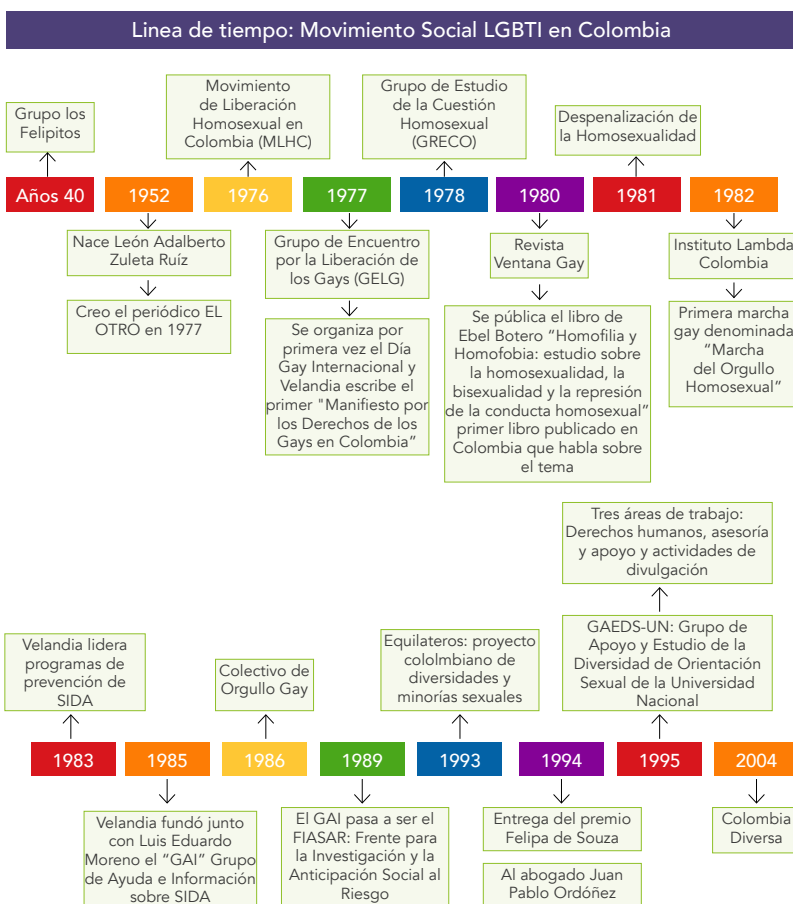 Linea de tiempo: Movimiento Social LGBTI en Colombia
Grupo los
Felipitos
Movimiento
de Liberación
Homosexual en
Colombia (MLHC)
Grupo de Estudio
de la Cuestión
Homosexual
(GRECO)
Despenalización de
la Homosexualidad
Años 40
1952
1976
1977
1978
1980
1981
1982
Nace León Adalberto
Zuleta Ruíz
Creo el periódico EL
OTRO en 1977
Grupo de Encuentro
por la Liberación de
los Gays (GELG)
Se organiza por
primera vez el Día
Gay Internacional y
Velandia escribe el
primer "Manifiesto por
los Derechos de los
Gays en Colombia”
Revista
Ventana Gay
Se pública el libro de
Ebel Botero “Homofilia y
Homofobia: estudio sobre
la homosexualidad, la
bisexualidad y la represión
de la conducta homosexual”
primer libro publicado en
Colombia que habla sobre
el tema
Instituto Lambda
Colombia
Primera marcha
gay denominada
“Marcha
del Orgullo
Homosexual”
Velandia lidera
programas de
prevención de
SIDA
Colectivo de
Orgullo Gay
Equilateros: proyecto
cololmbiano de
diversidades y
minorías sexuales
Tres áreas de trabajo:
Derechos humanos, asesoría
y apoyo y actividades de
divulgación
GAEDS-UN: Grupo de
Apoyo y Estudio de la
Diversidad de Orientación
Sexual de la Universidad
Nacional
1983
1985
1986
1989
1993
1994
1995
2004
Velandia fundó junto
con Luis Eduardo
Moreno el “GAI” Grupo
de Ayuda e Información
sobre SIDA
El GAI pasa a ser el
FIASAR: Frente para
la Investigación y la
Anticipación Social al
Riesgo
Entrega del premio
Felipa de Souza
Al abogado Juan
Pablo Ordóñez
Colombia
Diversa